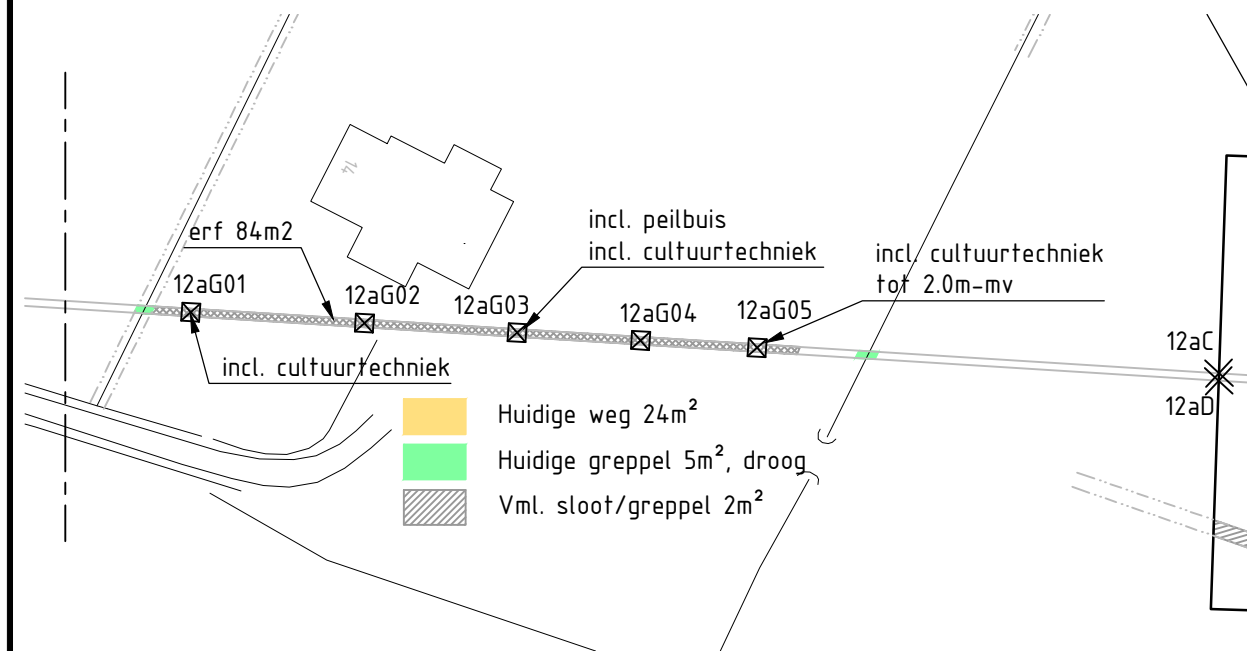 14
incl. peilbuis
incl. cultuurtechniek
erf 84m2
incl. cultuurtechniek
tot 2.0m-mv
12aG01
12aG02
12aG03
12aG04
12aG05
12aC
incl. cultuurtechniek
12aD
Huidige weg 24m²
Huidige greppel 5m², droog
Vml. sloot/greppel 2m²